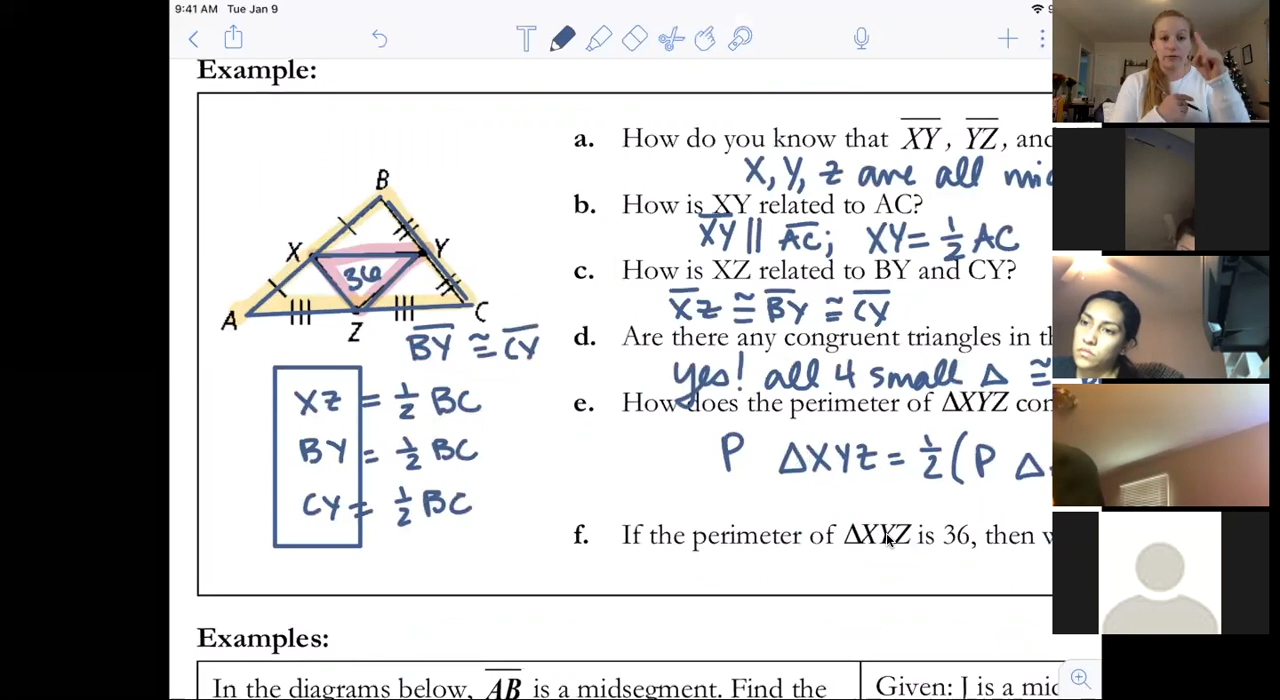 9:41 AM Tue Jan 9
Example:
a. How do you know that XY, YZ, and
X, Y, Z are all
b. How is XY related to AC?
XY || AC; XY = 1/2 AC
c. How is XZ related to BY and CY?
XZ ≅ BY ≅ CY
d. Are there any congruent triangles in
yes! all 4 small Δ ≅
e. How does the perimeter of ΔXYZ
P ΔXYZ = 1/2 (P Δ
f. If the perimeter of ΔXYZ is 36, then
B
X
Y
36
A
Z
C
BY ≅ CY
XZ = 1/2 BC
BY = 1/2 BC
CY = 1/2 BC
Examples:
In the diagrams below, AB is a midsegment. Find the
Given: J is a